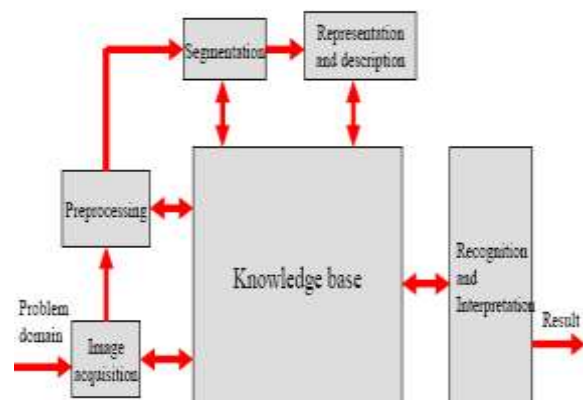 Segmentation
Representation
and description
Preprocessing
Knowledge base
Recognition
and
Interpretation
Result
Problem
domain
Image
acquisition